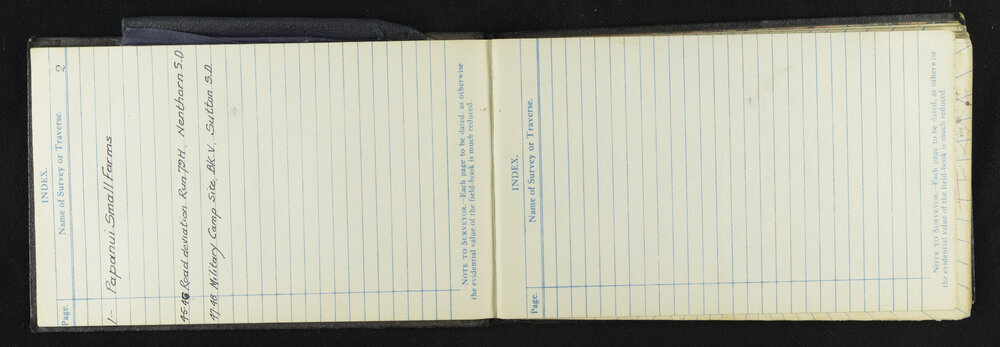 2
INDEX.
Page. Name of Survey or Traverse.
1- Papanui Small Farms
45-46 Road deviation Run 79H, Nenthorn S.D
47-48 Military Camp Site, BK.V, Sutton S.D.
NOTE TO SURVEYOR.—Each page to be dated, as otherwise
the evidential value of the field-book is much reduced.
INDEX.
Page. Name of Survey or Traverse.
NOTE TO SURVEYOR.—Each page to be dated, as otherwise
the evidential value of the field-book is much reduced.